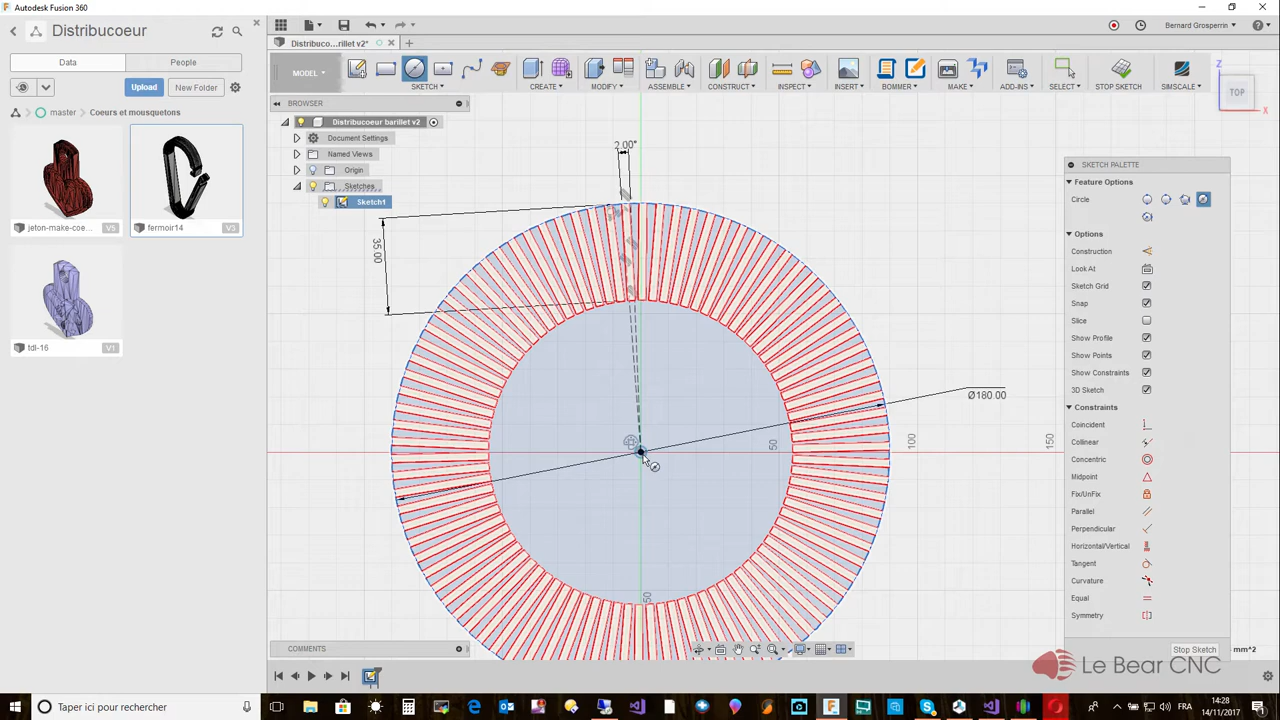 Autodesk Fusion 360
Distribucoeur
Bernard Grosperrin
Distribuco...rillet v2*
Data
People
MODEL
SKETCH
CREATE
MODIFY
ASSEMBLE
CONSTRUCT
INSPECT
INSERT
BOMMER
MAKE
ADD-INS
SELECT
STOP SKETCH
SIMSCALE
Z
TOP
X
Upload
New Folder
master
Coeurs et mousquetons
jeton-make-coe...
V5
fermoir14
V3
tdl-16
V1
BROWSER
Distribucoeur barillet v2
Document Settings
Named Views
Origin
Sketches
Sketch1
2.00°
35.00
Ø180.00
50
100
150
50
SKETCH PALETTE
Feature Options
Circle
Options
Construction
Look At
Sketch Grid
Snap
Slice
Show Profile
Show Points
Show Constraints
3D Sketch
Constraints
Coincident
Collinear
Concentric
Midpoint
Fix/UnFix
Parallel
Perpendicular
Horizontal/Vertical
Tangent
Curvature
Equal
Symmetry
Stop Sketch
mm^2
COMMENTS
Le Bear CNC
Taper ici pour rechercher
FRA
14:28
14/11/2017